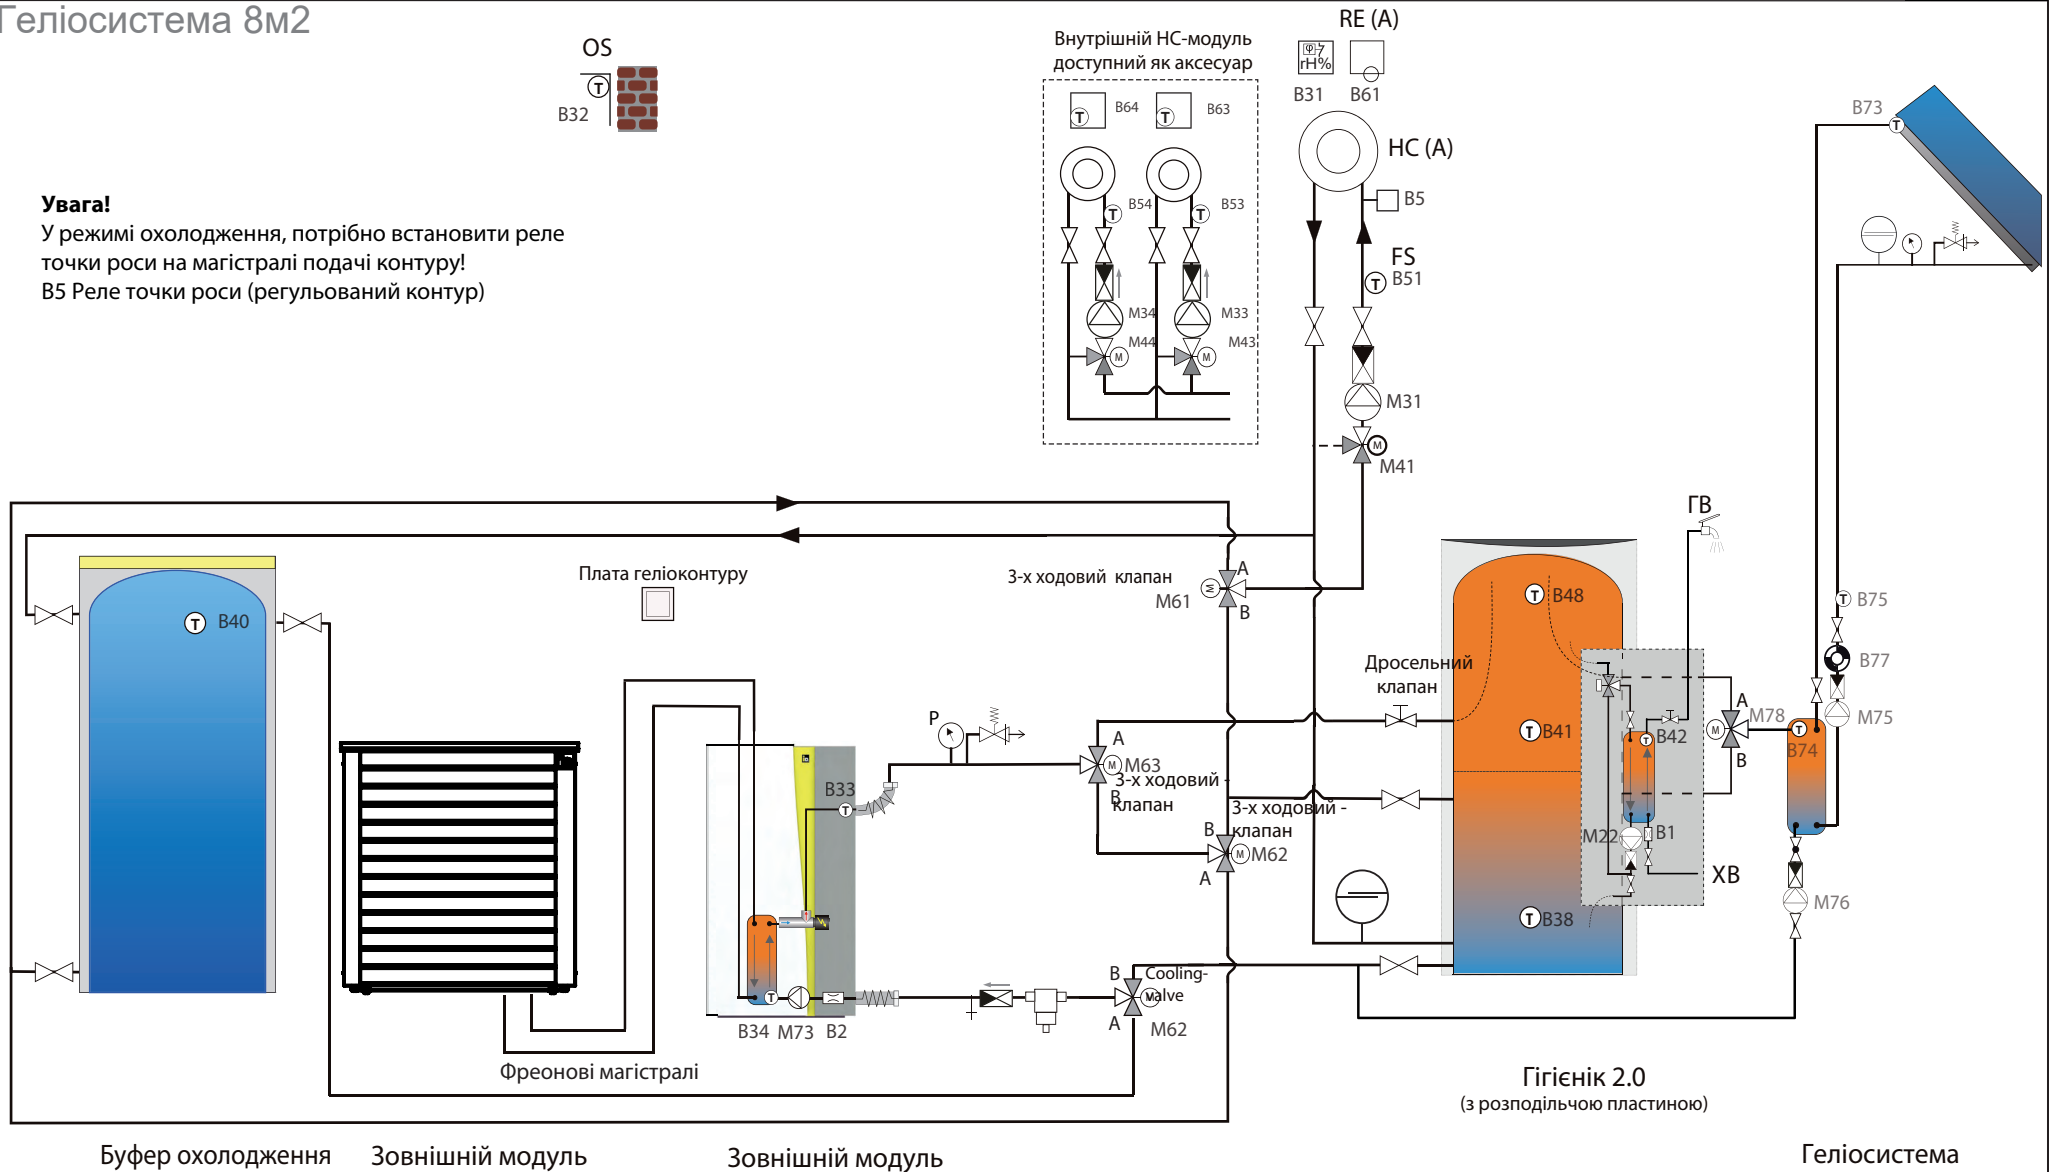 Геліосистема 8м2
OS
B32
Увага!
У режимі охолодження, потрібно встановити реле
точки роси на магістралі подачі контуру!
B5 Реле точки роси (регульований контур)
Внутрішній НС-модуль
доступний як аксесуар
B64
T
B63
T
B54
T
B53
T
M34
M33
M44
M
M43
M
RE (A)
rH%
B31
B61
HC (A)
B5
FS
T
B51
M31
M
M41
B73
T
T
B75
B77
M75
ГВ
3-х ходовий клапан
M61
M
A
B
Плата геліоконтуру
T
B40
Дросельний
клапан
T
B48
T
B41
T
B38
T
B42
M22
B1
ХВ
A
M78
M
B
T
B74
M76
P
A
M
M63
3-х ходовий -
клапан
B
3-х ходовий -
клапан
B
M
M62
A
B33
T
T
B34
M73
B2
B
Cooling-
valve
M
A
M62
Фреонові магістралі
Гігієнік 2.0
(з розподільчою пластиною)
Буфер охолодження
Зовнішній модуль
Зовнішній модуль
Геліосистема